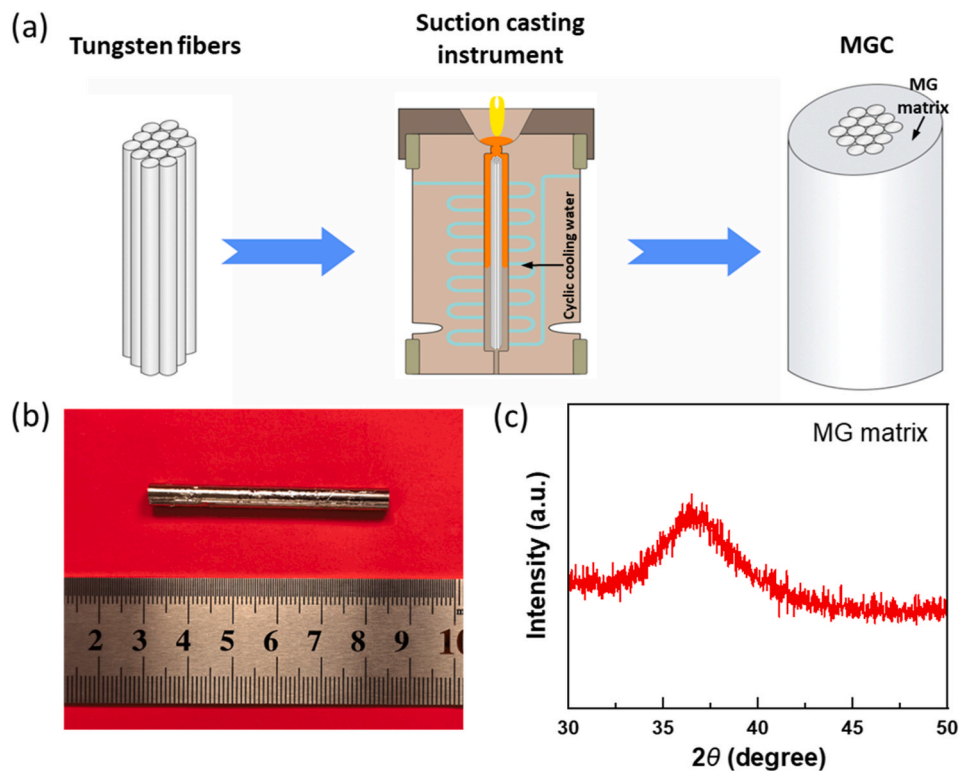 (a)
Tungsten fibers
Suction casting
instrument
MGC
MG
matrix
Cyclic cooling water
(b)
2 3 4 5 6 7 8 9 10
(c)
MG matrix
Intensity (a.u.)
30 35 40 45 50
2θ (degree)